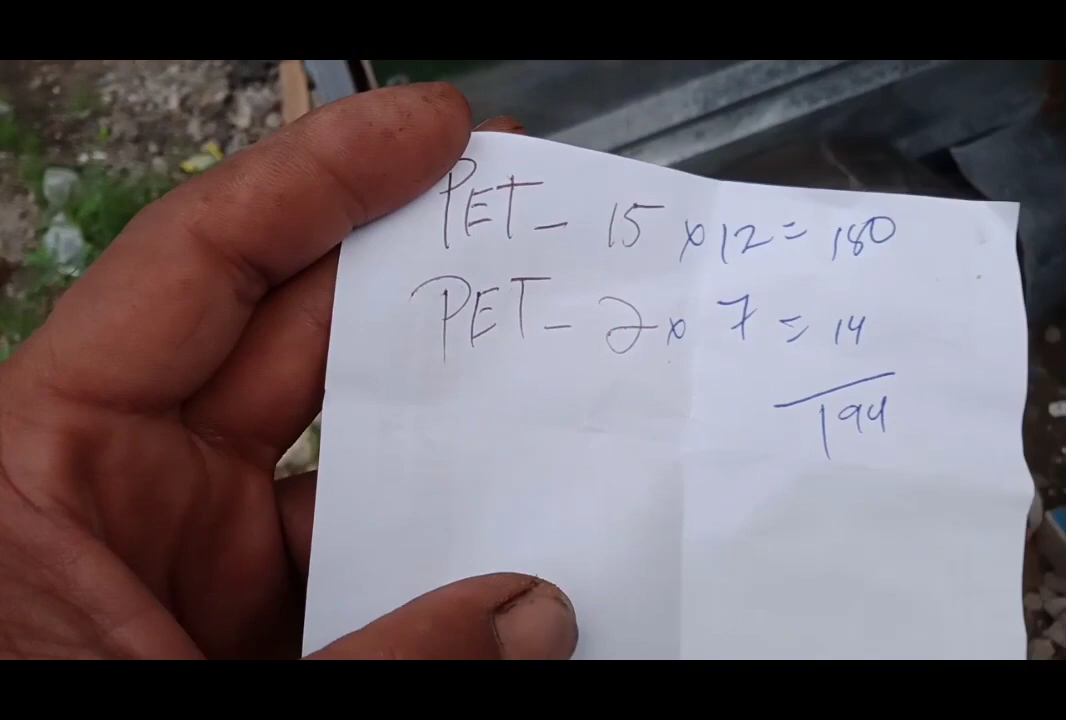 PET - 15 x 12 = 180
PET - 2 x 7 = 14
194